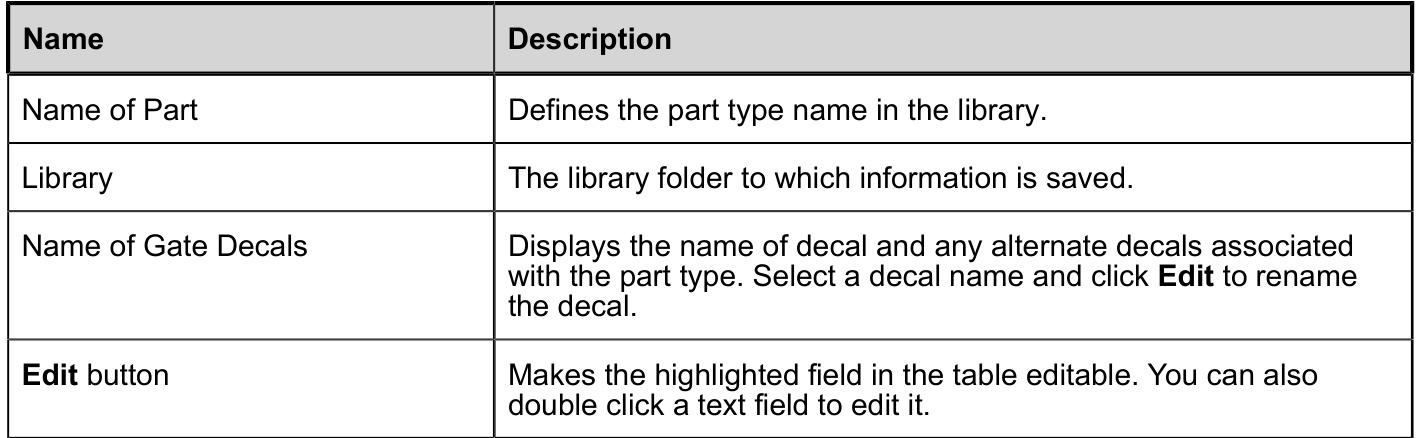 Name Description
Name of Part Defines the part type name in the library.
Library The library folder to which information is saved.
Name of Gate Decals Displays the name of decal and any alternate decals associated
with the part type. Select a decal name and click Edit to rename
the decal.
Edit button Makes the highlighted field in the table editable. You can also
double click a text field to edit it.